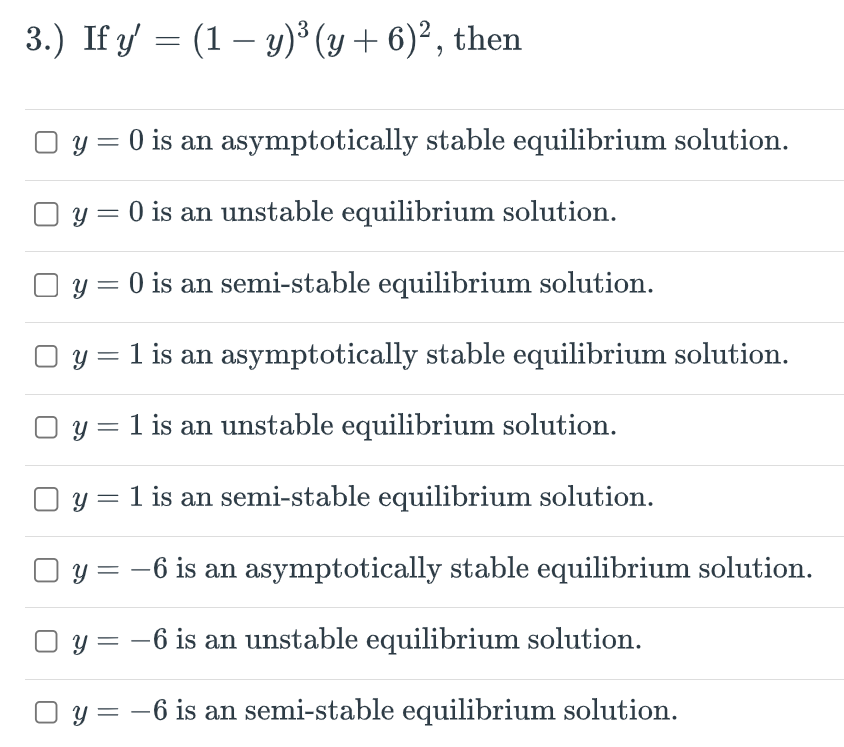 3.) If y′ = (1 − y)³(y + 6)², then
y = 0 is an asymptotically stable equilibrium solution.
y = 0 is an unstable equilibrium solution.
y = 0 is an semi-stable equilibrium solution.
y = 1 is an asymptotically stable equilibrium solution.
y = 1 is an unstable equilibrium solution.
y = 1 is an semi-stable equilibrium solution.
y = −6 is an asymptotically stable equilibrium solution.
y = −6 is an unstable equilibrium solution.
y = −6 is an semi-stable equilibrium solution.